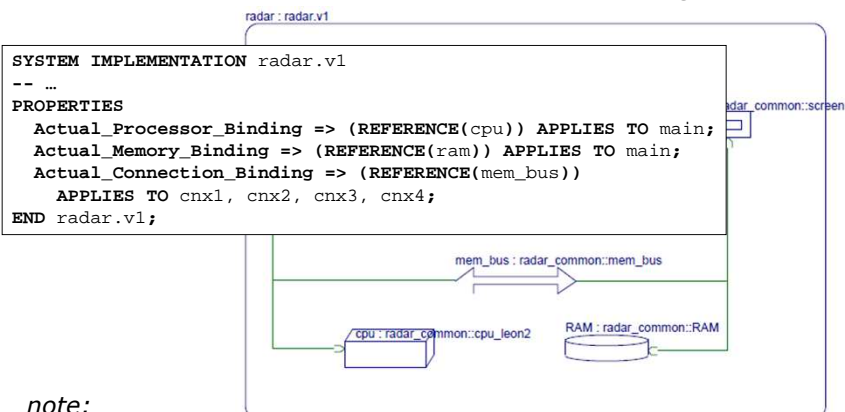 radar : radar.v1
SYSTEM IMPLEMENTATION radar.v1
-- …
PROPERTIES
Actual_Processor_Binding => (REFERENCE(cpu)) APPLIES TO main;
Actual_Memory_Binding => (REFERENCE(ram)) APPLIES TO main;
Actual_Connection_Binding => (REFERENCE(mem_bus))
APPLIES TO cnx1, cnx2, cnx3, cnx4;
END radar.v1;
adar_common::screen
mem_bus : radar_common::mem_bus
cpu : radar_common::cpu_leon2
RAM : radar_common::RAM
note: